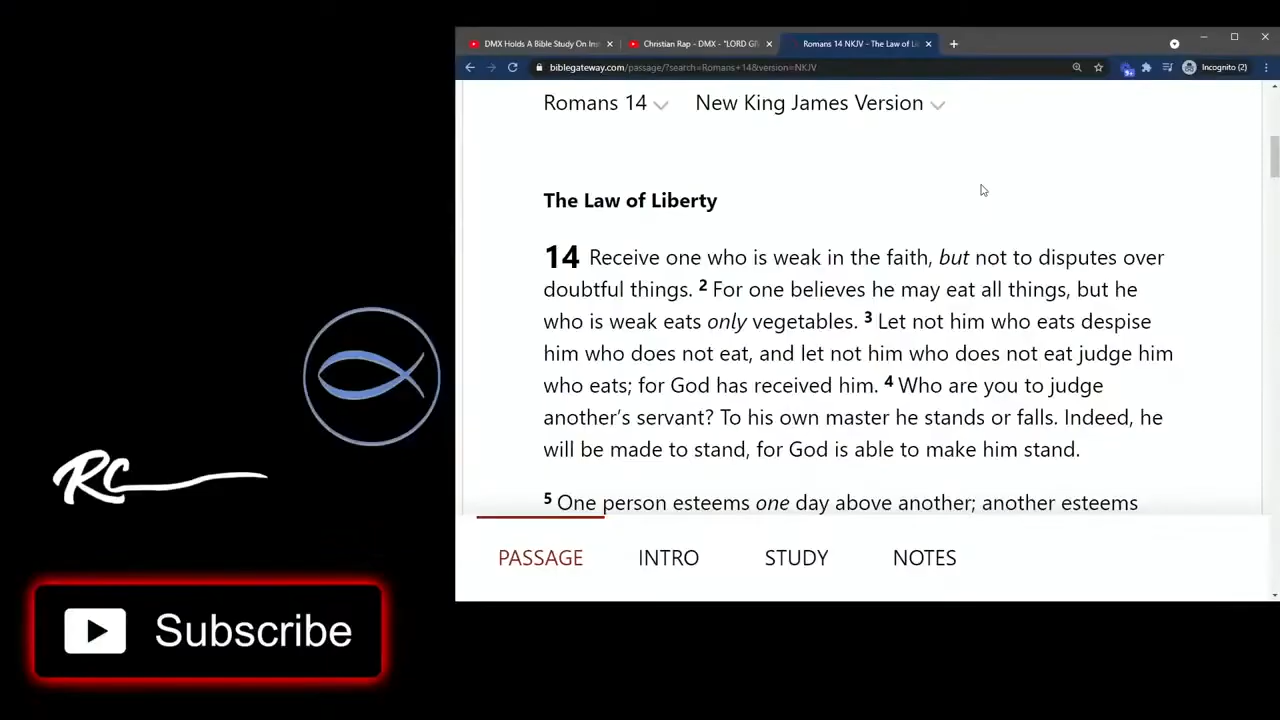 DMX Holds A Bible Study On Ins
Christian Rap - DMX - "LORD GIV
Romans 14 NKJV - The Law of Li
biblegateway.com/passage/?search=Romans+14&version=NKJV
9+
Incognito (2)
Romans 14
New King James Version
The Law of Liberty
14 Receive one who is weak in the faith, but not to disputes over
doubtful things. 2 For one believes he may eat all things, but he
who is weak eats only vegetables. 3 Let not him who eats despise
him who does not eat, and let not him who does not eat judge him
who eats; for God has received him. 4 Who are you to judge
another’s servant? To his own master he stands or falls. Indeed, he
will be made to stand, for God is able to make him stand.
5 One person esteems one day above another; another esteems
PASSAGE
INTRO
STUDY
NOTES
RC
Subscribe